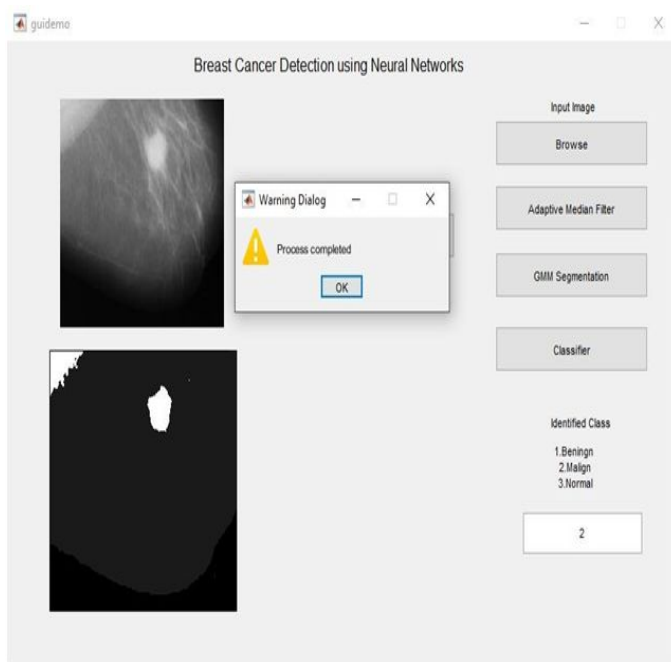 guidemo
Breast Cancer Detection using Neural Networks
Input Image
Browse
Warning Dialog
Adaptive Median Filter
Process completed
OK
GMM Segmentation
Classifier
Identified Class
1.Beningn
2.Malign
3.Normal
2